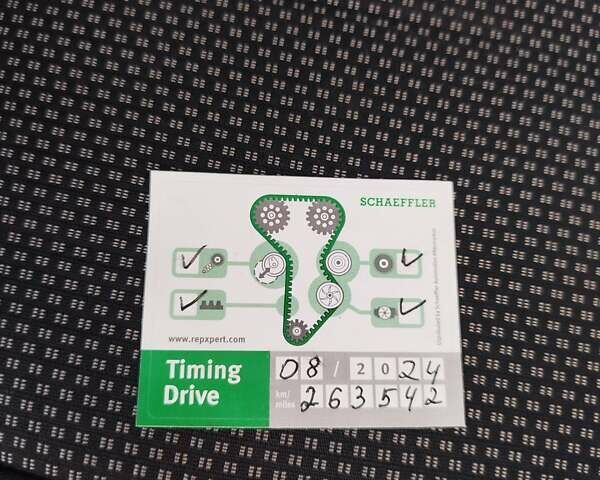 SCHAEFFLER
www.repxpert.com
Timing Drive
08/2024
km/miles 263542